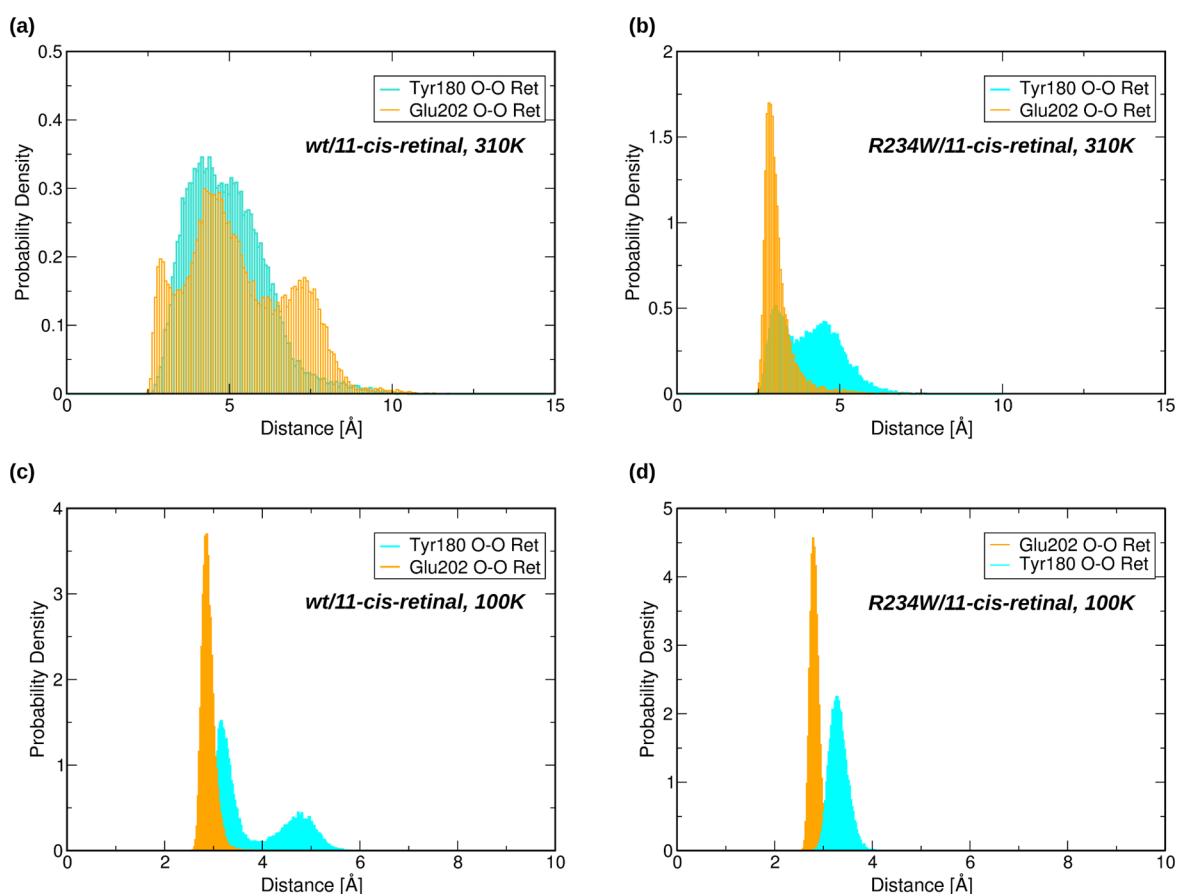 (a)
0.5
0.4
0.3
0.2
0.1
0
Probability Density
Tyr180 O-O Ret
Glu202 O-O Ret
wt/11-cis-retinal, 310K
0 5 10 15
Distance [Å]
(b)
2
1.5
1
0.5
0
Probability Density
Tyr180 O-O Ret
Glu202 O-O Ret
R234W/11-cis-retinal, 310K
0 5 10 15
Distance [Å]
(c)
4
3
2
1
0
Probability Density
Tyr180 O-O Ret
Glu202 O-O Ret
wt/11-cis-retinal, 100K
0 2 4 6 8 10
Distance [Å]
(d)
5
4
3
2
1
0
Probability Density
Glu202 O-O Ret
Tyr180 O-O Ret
R234W/11-cis-retinal, 100K
0 2 4 6 8 10
Distance [Å]